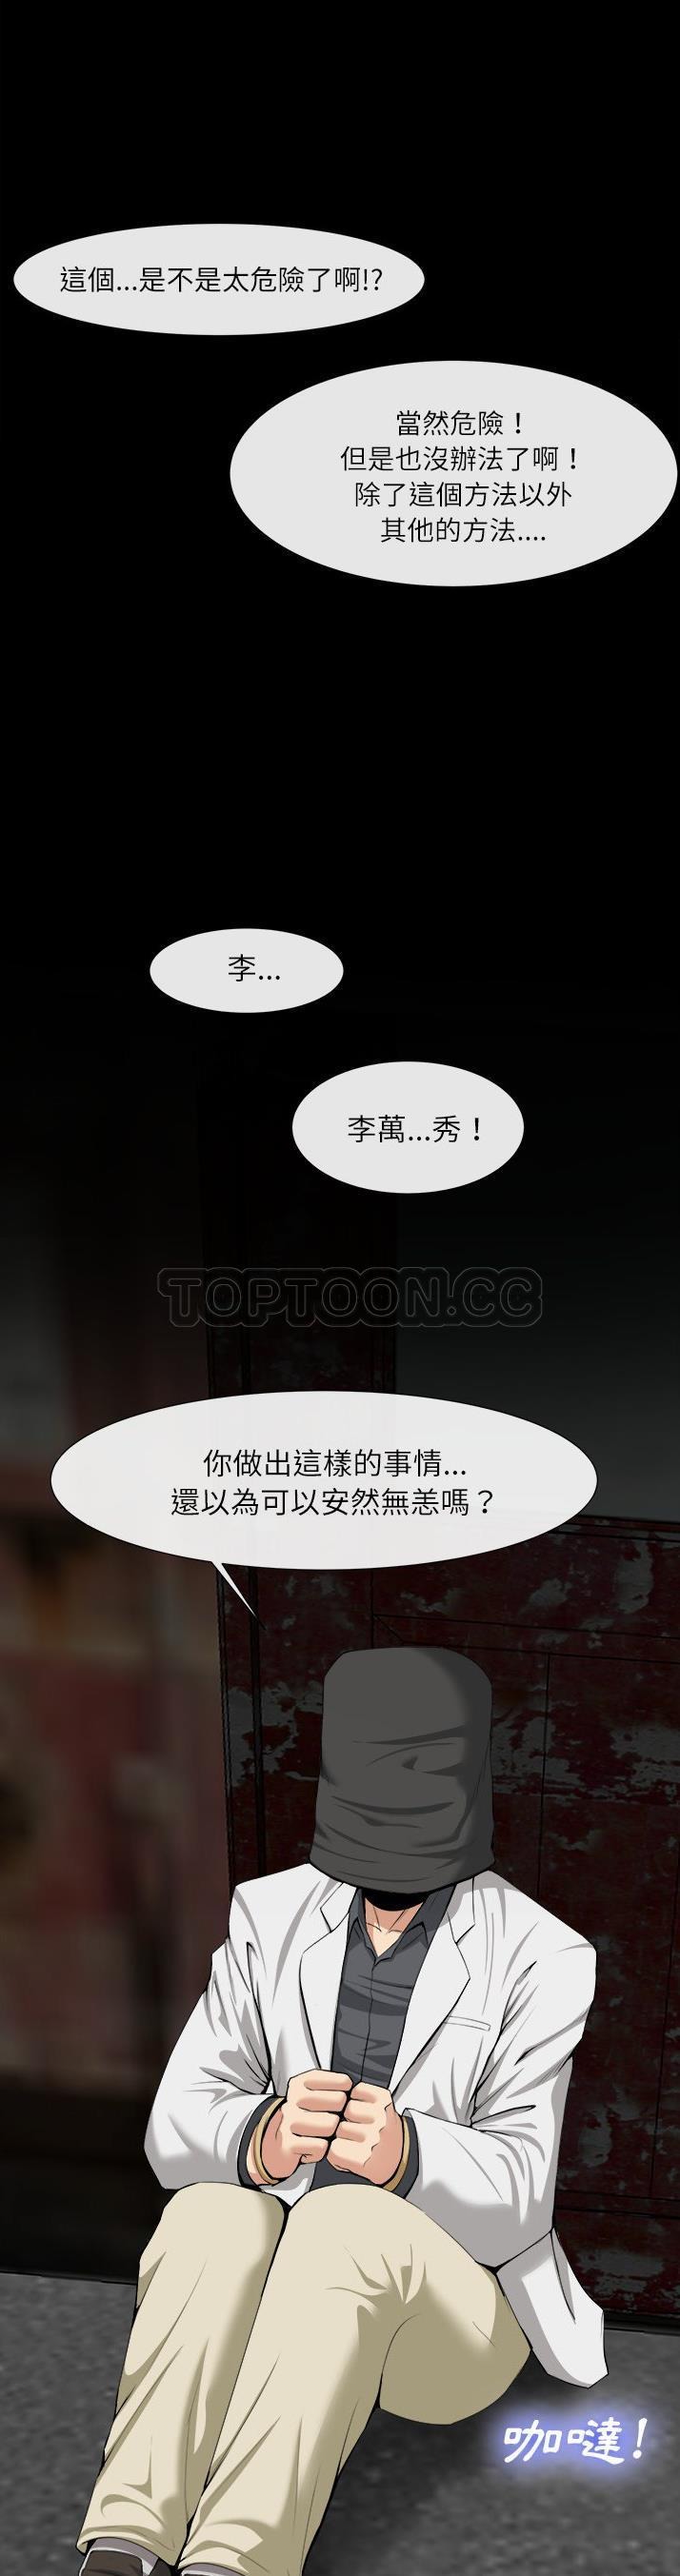 這個...是不是太危險了啊!?
當然危險！
但是也沒辦法了啊！
除了這個方法以外
其他的方法....
李...
李萬...秀！
TOPTOON.CC
你做出這樣的事情...
還以為可以安然無恙嗎？
咖噠！